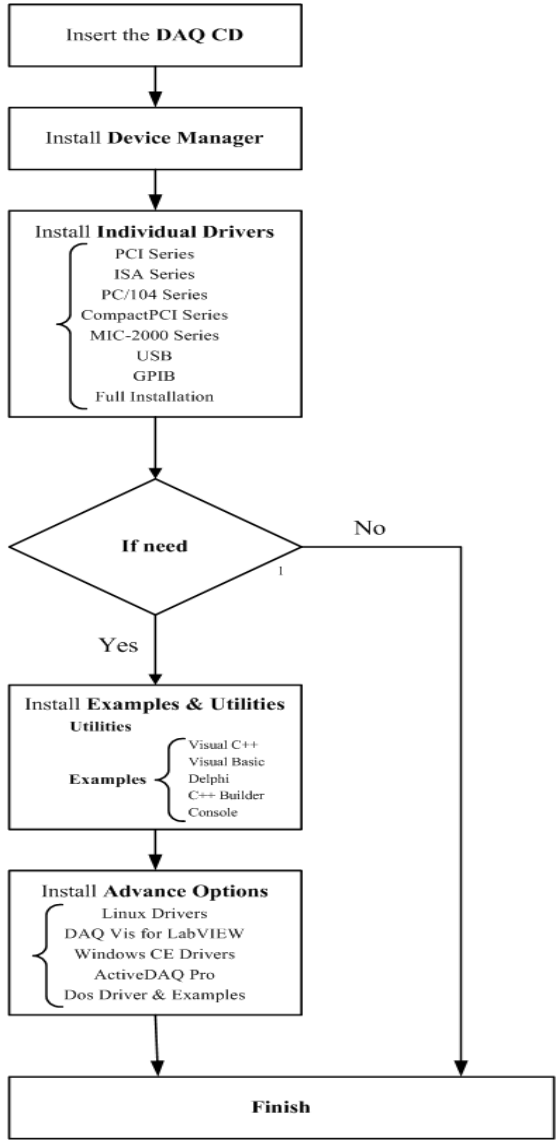 Insert the DAQ CD
Install Device Manager
Install Individual Drivers
PCI Series
ISA Series
PC/104 Series
CompactPCI Series
MIC-2000 Series
USB
GPIB
Full Installation
If need
No
1
Yes
Install Examples & Utilities
Utilities
Examples
Visual C++
Visual Basic
Delphi
C++ Builder
Console
Install Advance Options
Linux Drivers
DAQ Vis for LabVIEW
Windows CE Drivers
ActiveDAQ Pro
Dos Driver & Examples
Finish